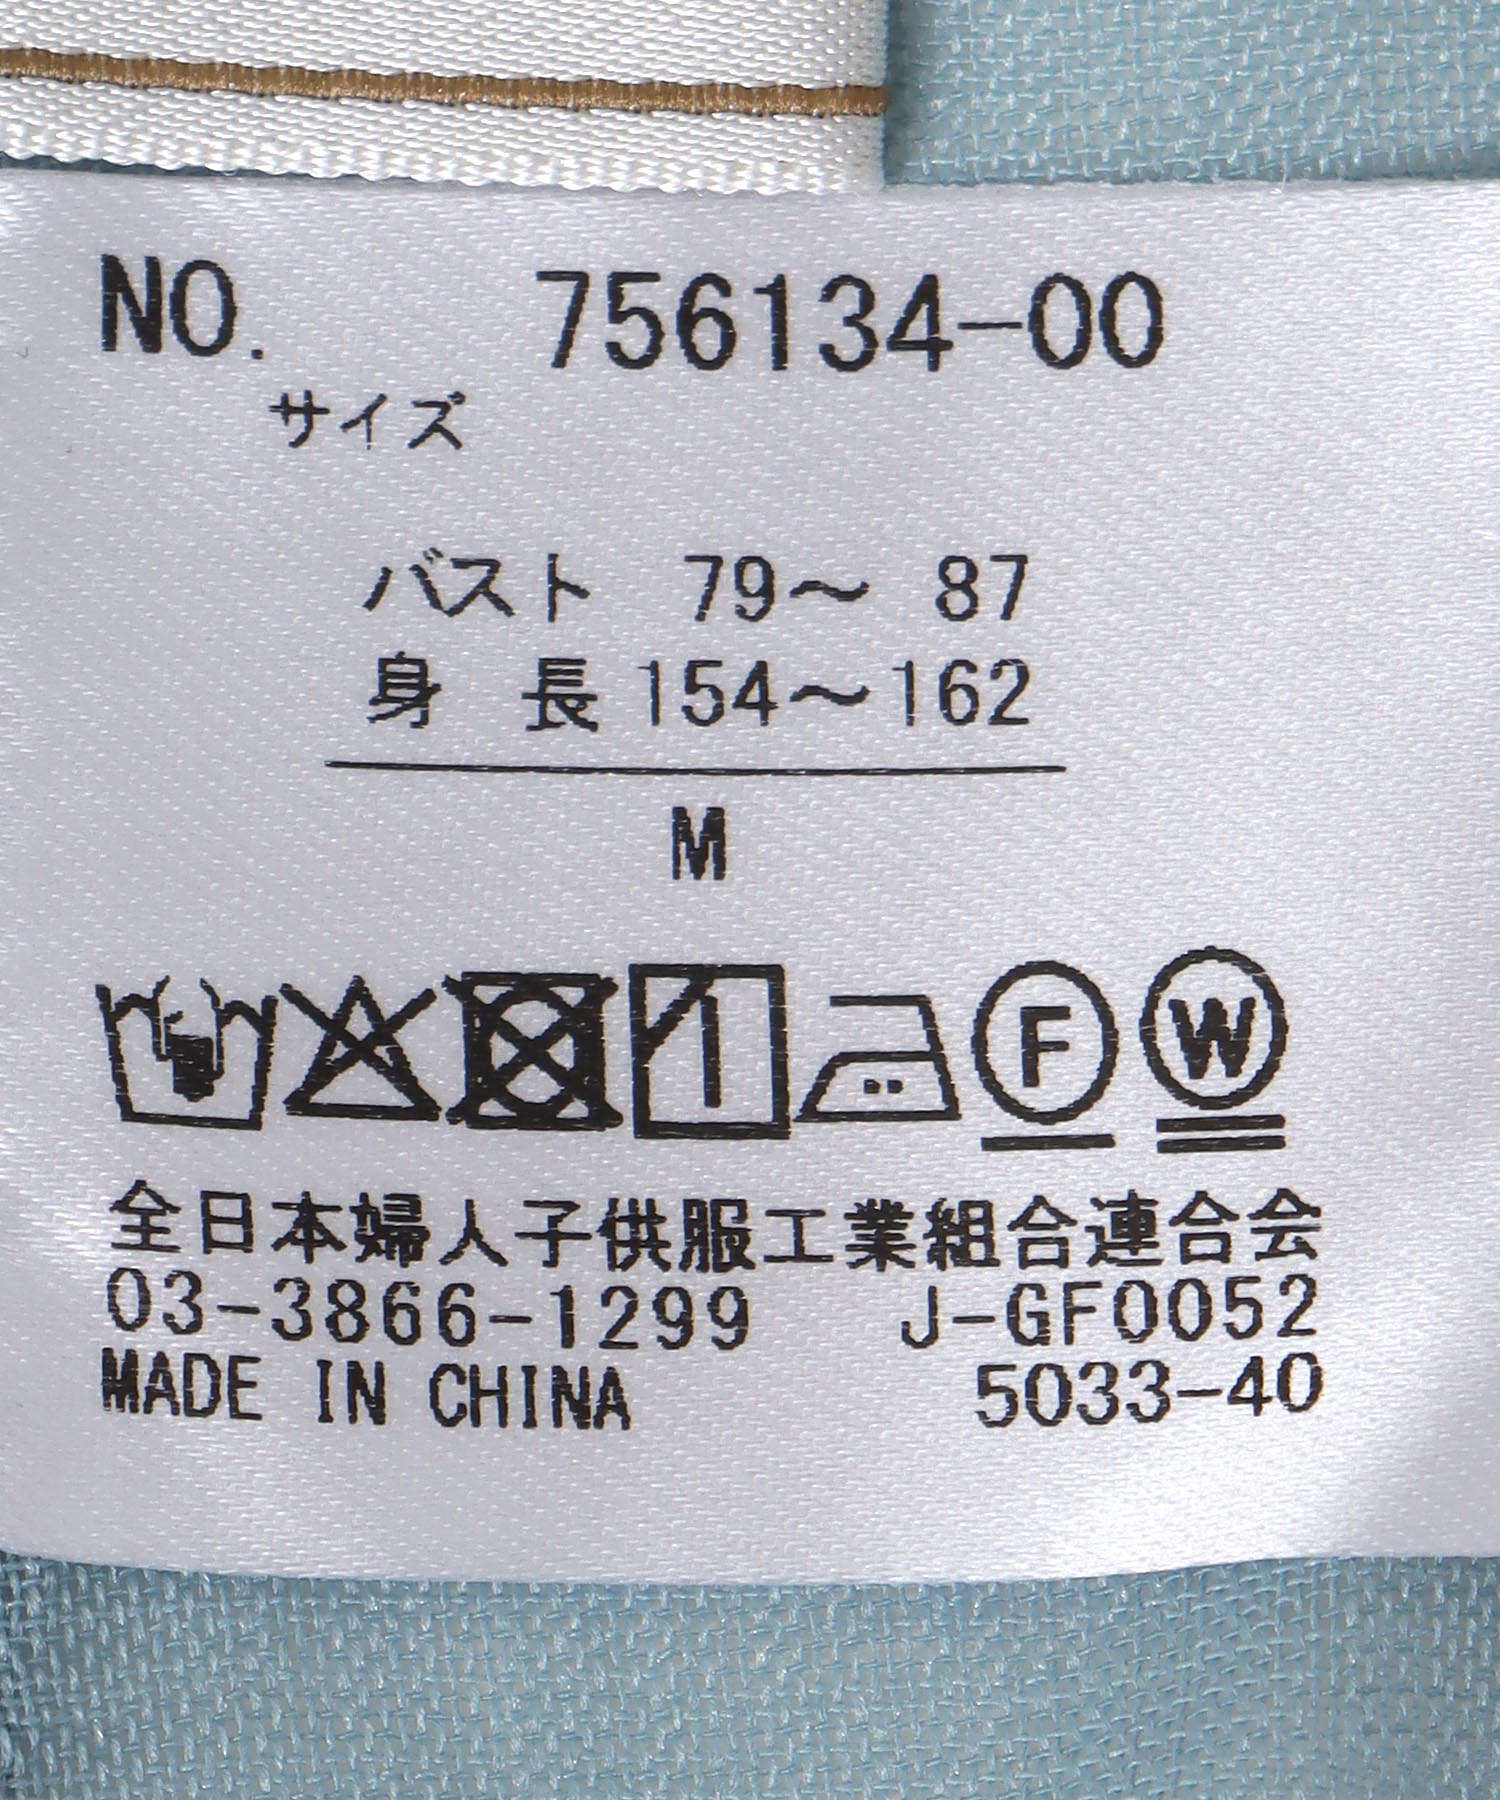 NO. 756134-00
サイズ
バスト 79～ 87
身 長 154～162
M
F W
全日本婦人子供服工業組合連合会
03-3866-1299 J-GF0052
MADE IN CHINA 5033-40